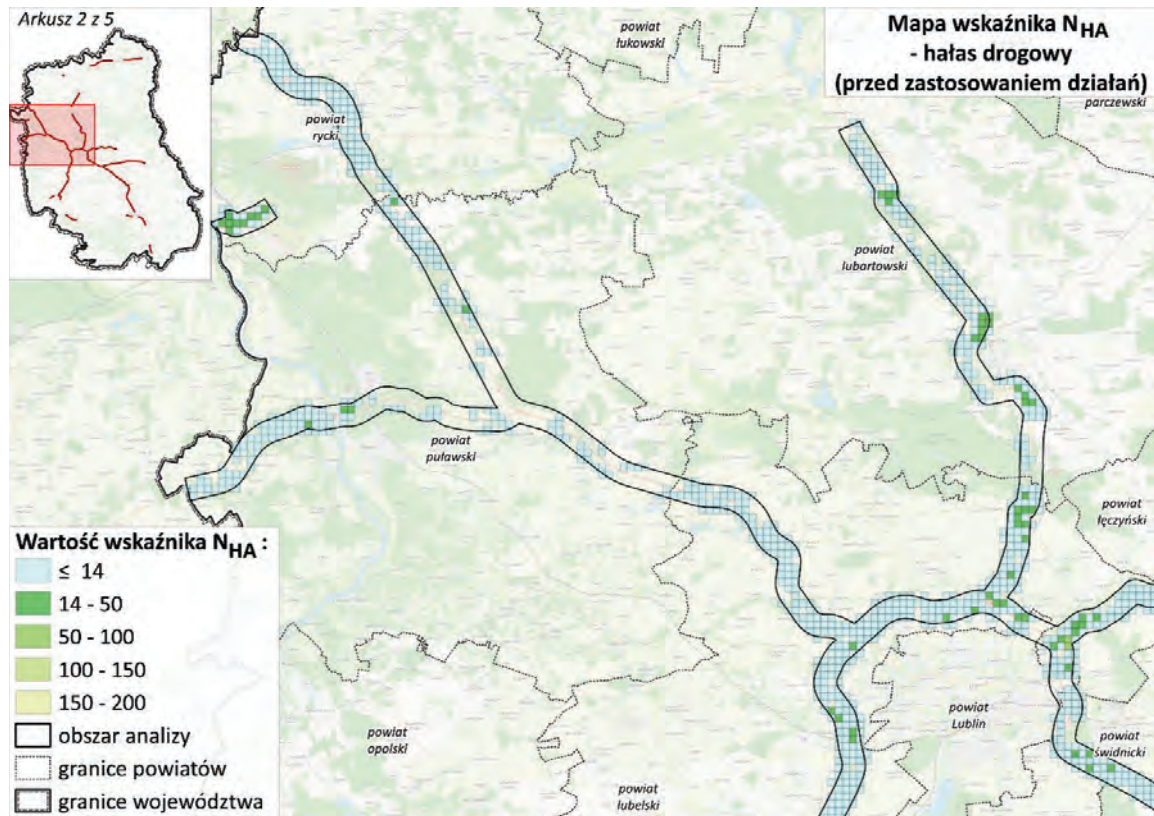 Arkusz 2 z 5
Mapa wskaźnika N_HA
- hałas drogowy
(przed zastosowaniem działań)
powiat
łukowski
parczewski
powiat
rycki
powiat
lubartowski
powiat
puławski
powiat
łęczyński
powiat
opolski
powiat
Lublin
powiat
świdnicki
powiat
lubelski
Wartość wskaźnika N_HA :
≤ 14
14 - 50
50 - 100
100 - 150
150 - 200
obszar analizy
granice powiatów
granice województwa